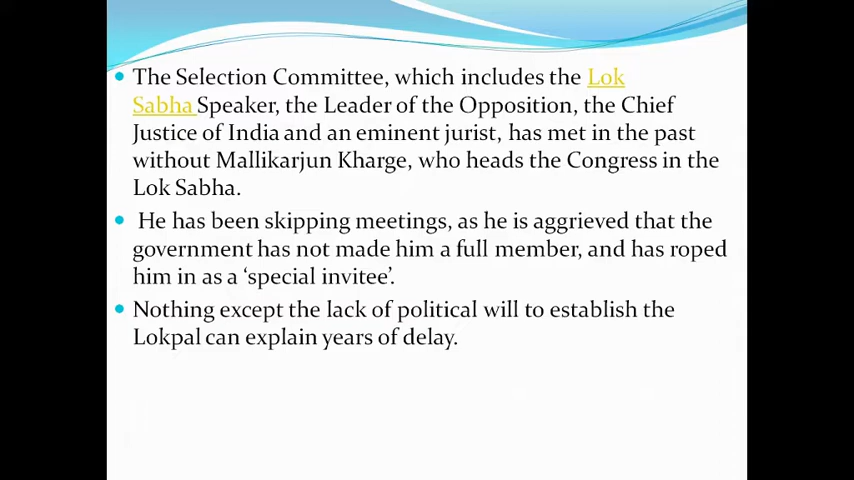 The Selection Committee, which includes the Lok
Sabha Speaker, the Leader of the Opposition, the Chief
Justice of India and an eminent jurist, has met in the past
without Mallikarjun Kharge, who heads the Congress in the
Lok Sabha.
He has been skipping meetings, as he is aggrieved that the
government has not made him a full member, and has roped
him in as a ‘special invitee’.
Nothing except the lack of political will to establish the
Lokpal can explain years of delay.